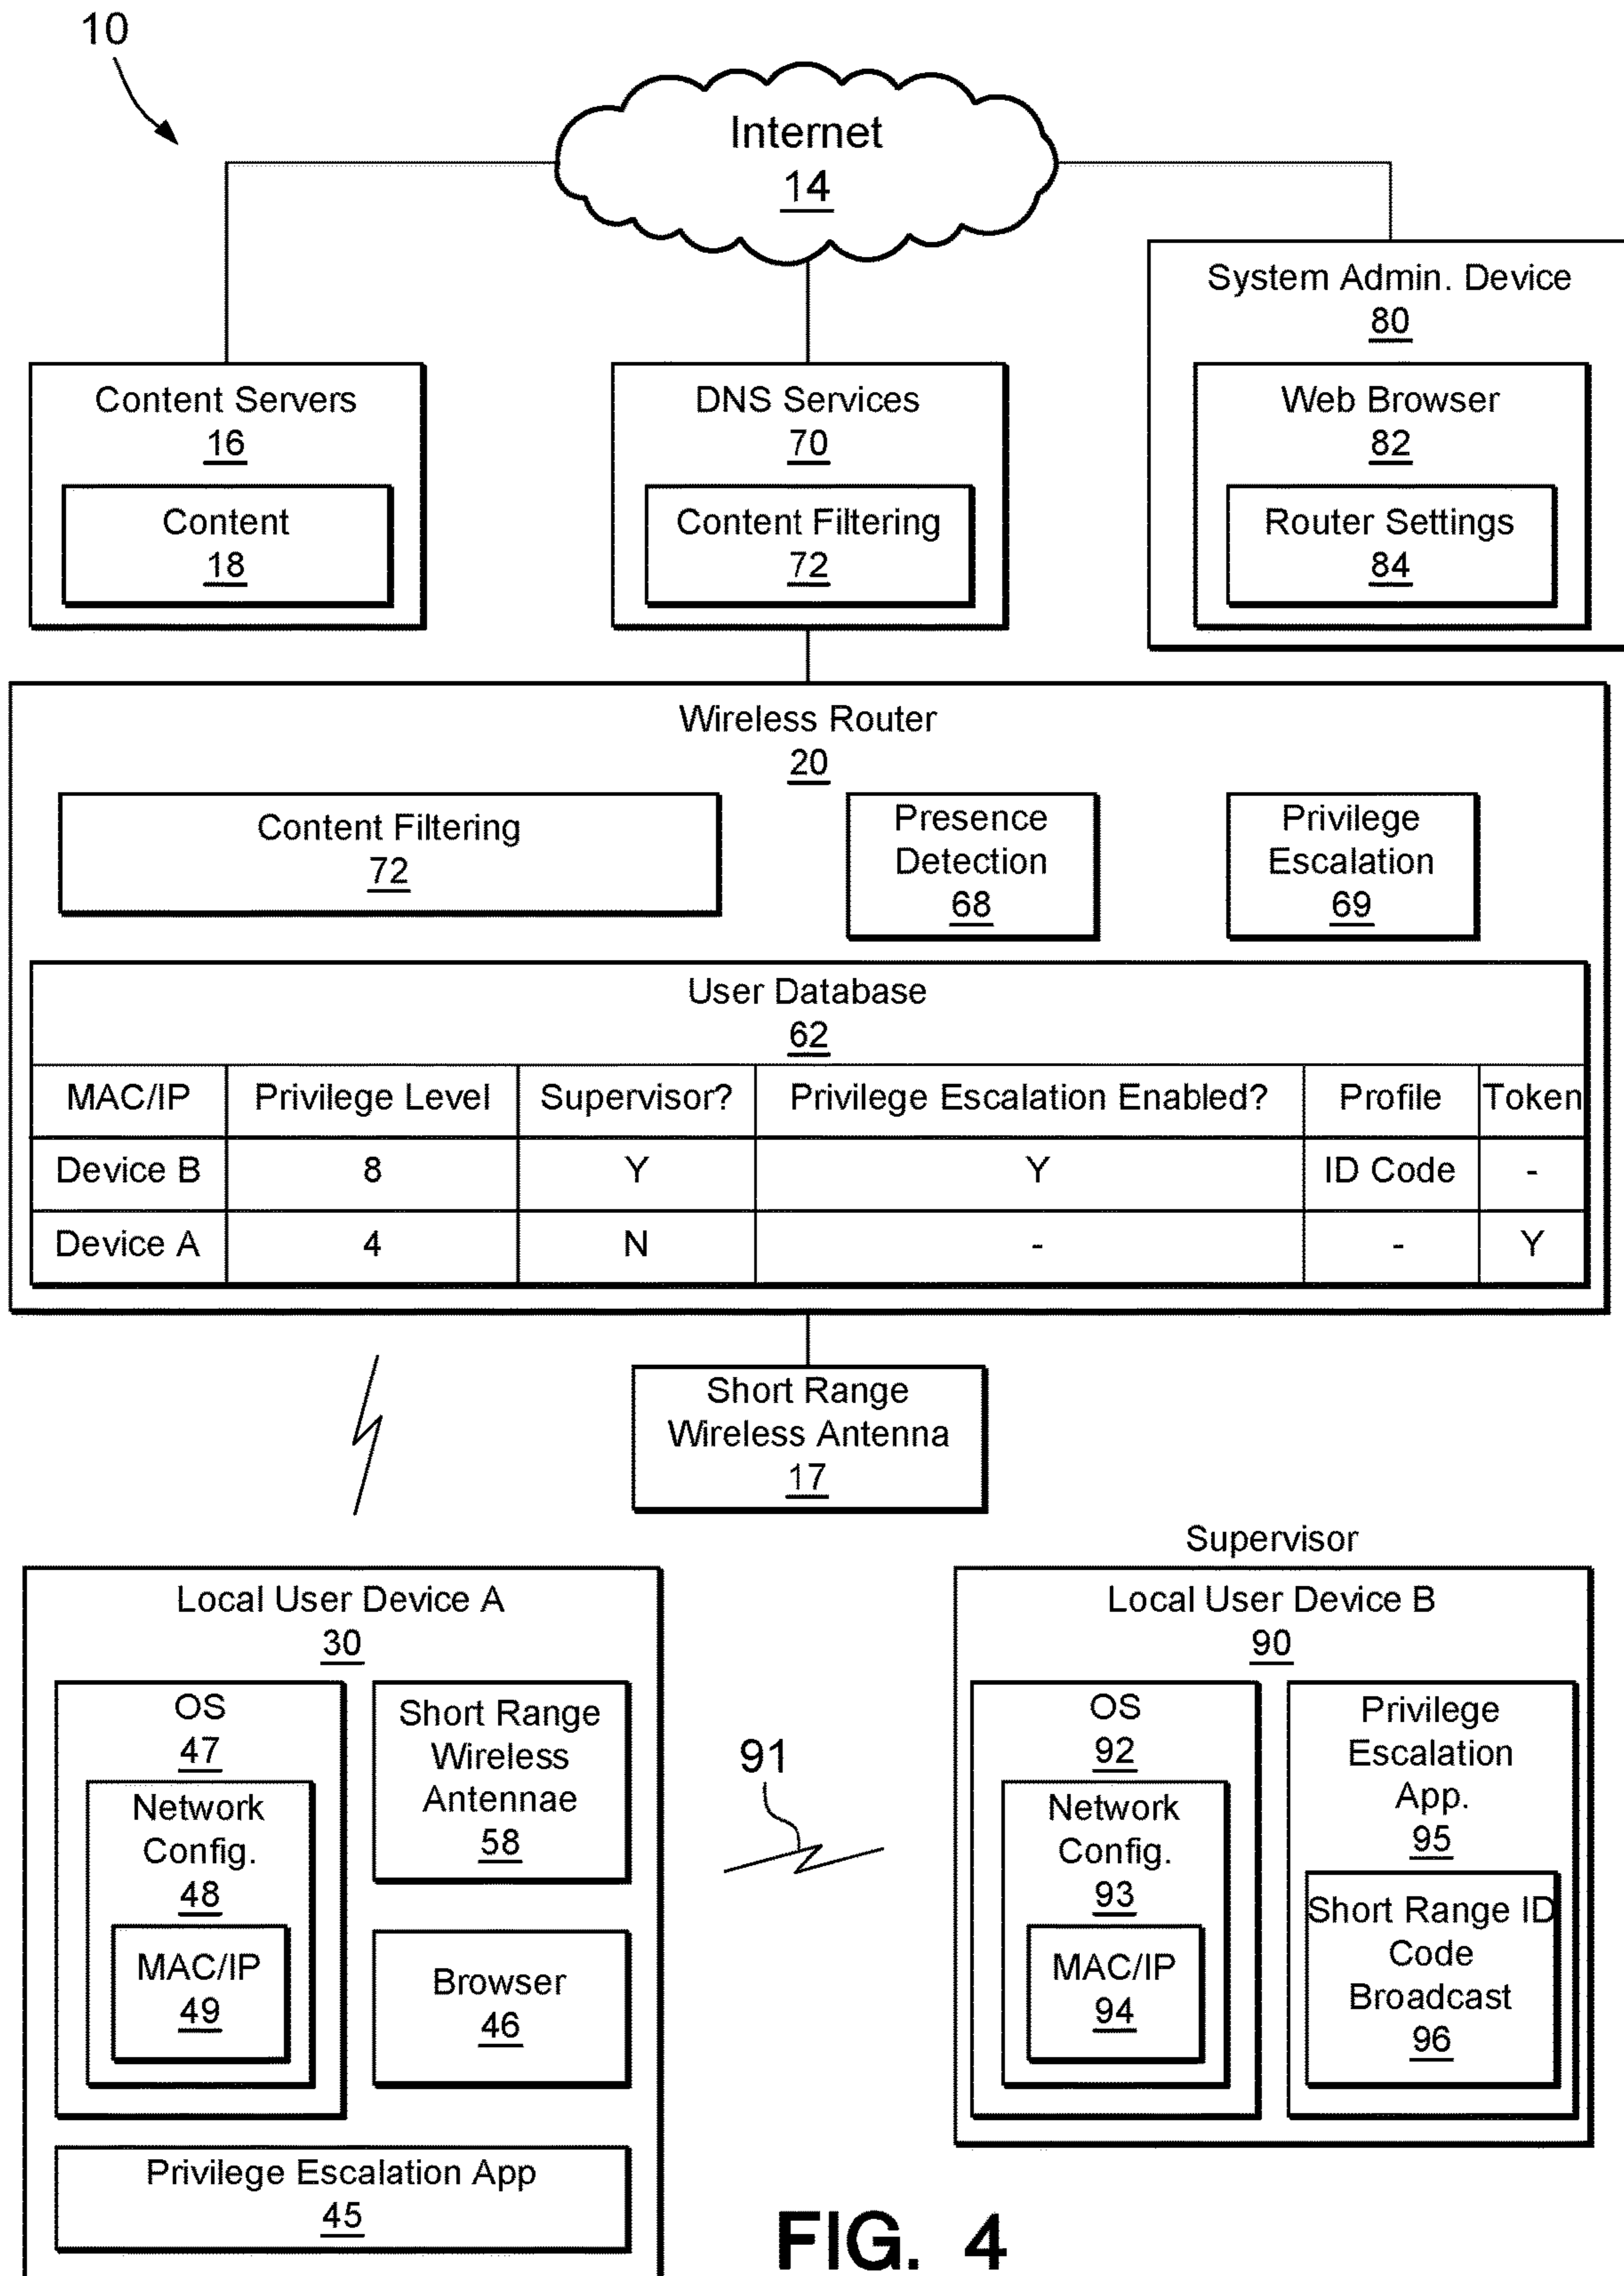 10
Internet
14
Content Servers
16
Content
18
DNS Services
70
Content Filtering
72
System Admin. Device
80
Web Browser
82
Router Settings
84
Wireless Router
20
Content Filtering
72
Presence
Detection
68
Privilege
Escalation
69
User Database
62
MAC/IP Privilege Level Supervisor? Privilege Escalation Enabled? Profile Token
Device B 8 Y Y ID Code -
Device A 4 N - - Y
Short Range
Wireless Antenna
17
Local User Device A
30
OS
47
Network
Config.
48
MAC/IP
49
Short Range
Wireless
Antennae
58
Browser
46
Privilege Escalation App
45
91
Supervisor
Local User Device B
90
OS
92
Network
Config.
93
MAC/IP
94
Privilege
Escalation
App.
95
Short Range ID
Code
Broadcast
96
FIG. 4